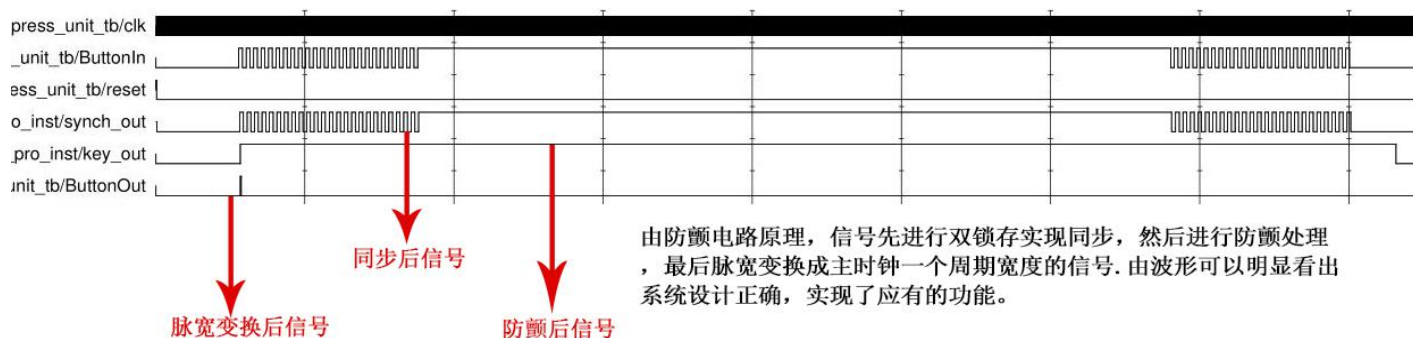 press_unit_tb/clk
_unit_tb/ButtonIn
ess_unit_tb/reset
o_inst/synch_out
_pro_inst/key_out
unit_tb/ButtonOut
同步后信号
脉宽变换后信号
防颤后信号
由防颤电路原理，信号先进行双锁存实现同步，然后进行防颤处理
，最后脉宽变换成主时钟一个周期宽度的信号.由波形可以明显看出
系统设计正确，实现了应有的功能。